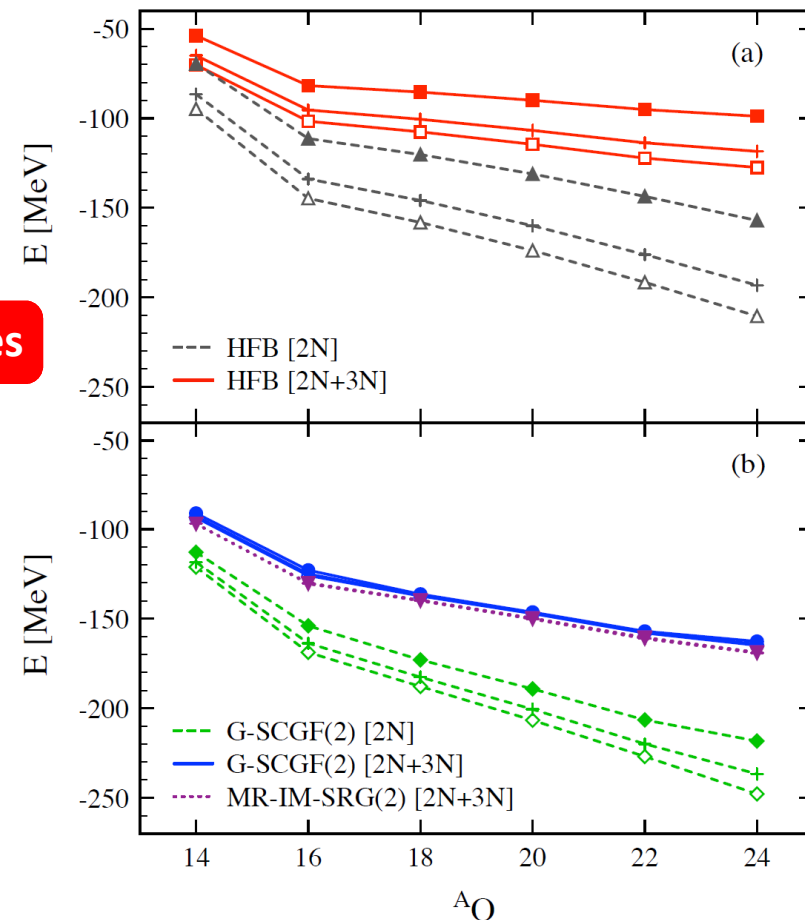 -50
(a)
-100
-150
-200
-250
E [MeV]
es
HFB [2N]
HFB [2N+3N]
-50
(b)
-100
-150
-200
-250
E [MeV]
G-SCGF(2) [2N]
G-SCGF(2) [2N+3N]
MR-IM-SRG(2) [2N+3N]
14 16 18 20 22 24
ᴬO